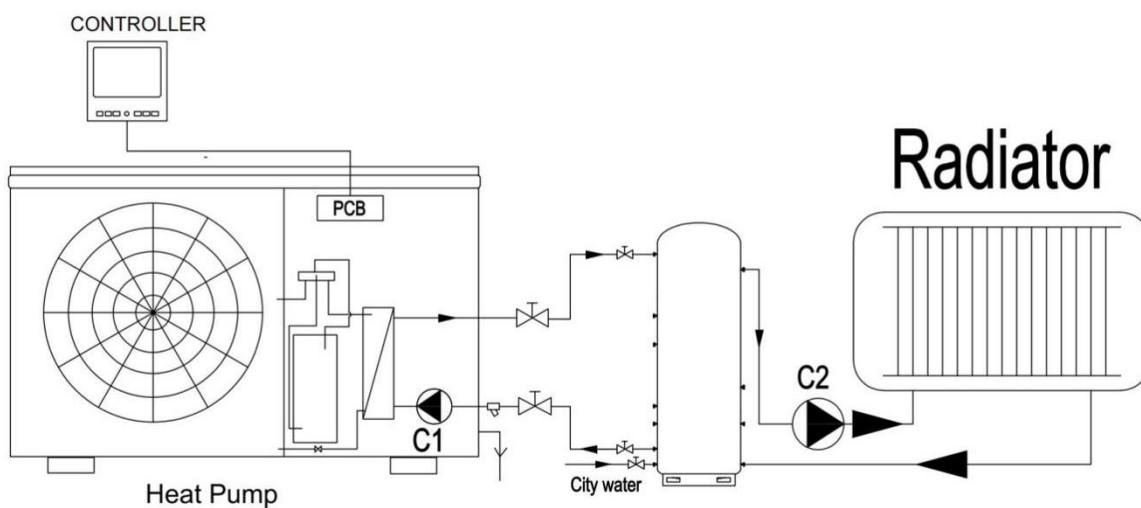 CONTROLLER
Radiator
PCB
C2
C1
City water
Heat Pump